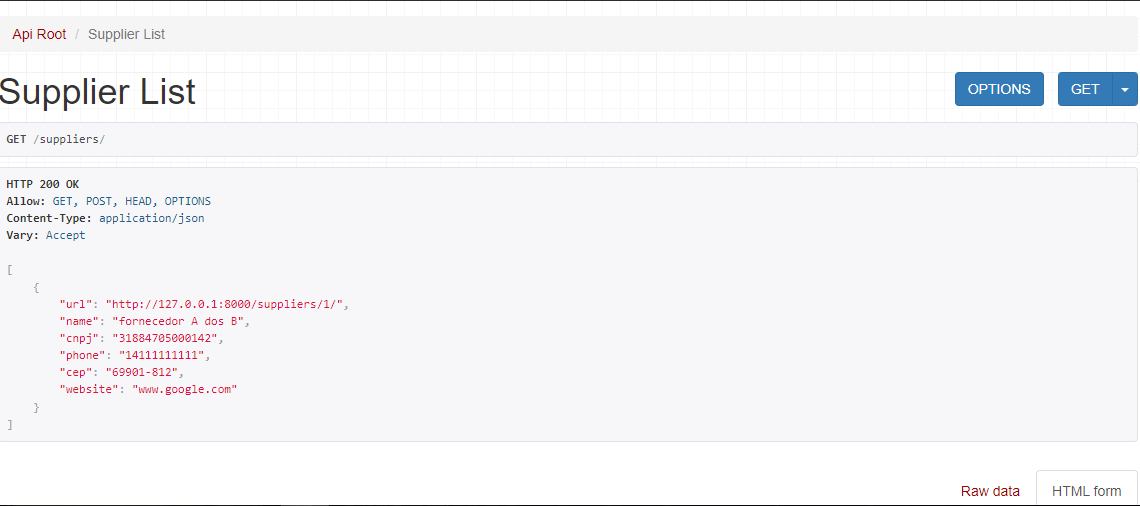 Api Root / Supplier List
Supplier List
OPTIONS
GET
GET /suppliers/
HTTP 200 OK
Allow: GET, POST, HEAD, OPTIONS
Content-Type: application/json
Vary: Accept
[
    {
        "url": "http://127.0.0.1:8000/suppliers/1/",
        "name": "fornecedor A dos B",
        "cnpj": "31884705000142",
        "phone": "14111111111",
        "cep": "69901-812",
        "website": "www.google.com"
    }
]
Raw data
HTML form